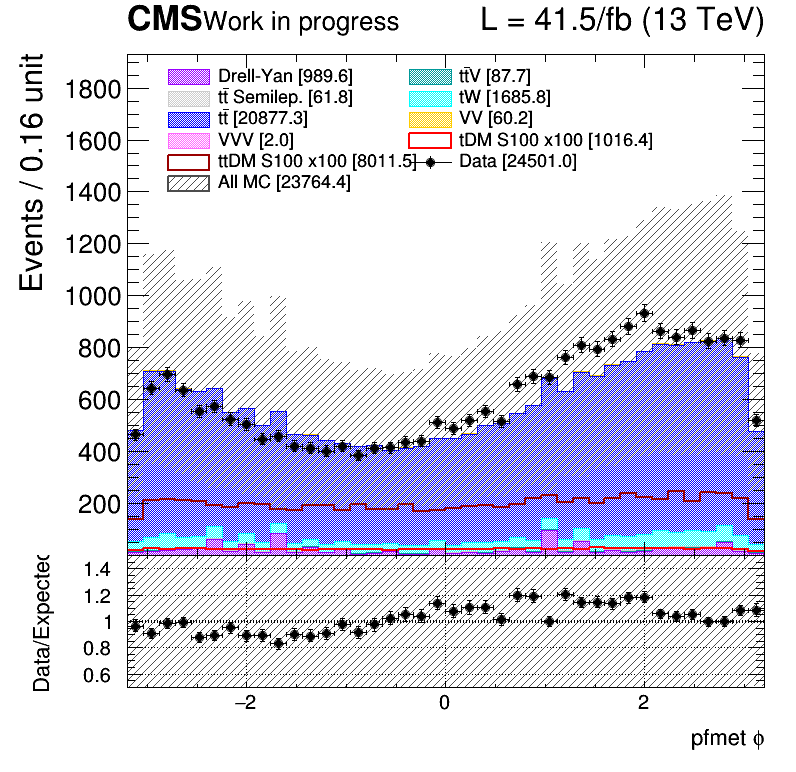 CMS Work in progress L = 41.5/fb (13 TeV)
Events / 0.16 unit
1800
1600
1400
1200
1000
800
600
400
200
Drell-Yan [989.6] tt̄V [87.7]
tt̄ Semilep. [61.8] tW [1685.8]
tt̄ [20877.3] VV [60.2]
VVV [2.0] tDM S100 x100 [1016.4]
ttDM S100 x100 [8011.5] Data [24501.0]
All MC [23764.4]
Data/Expected
1.4
1.2
1
0.8
0.6
−2 0 2
pfmet ϕ